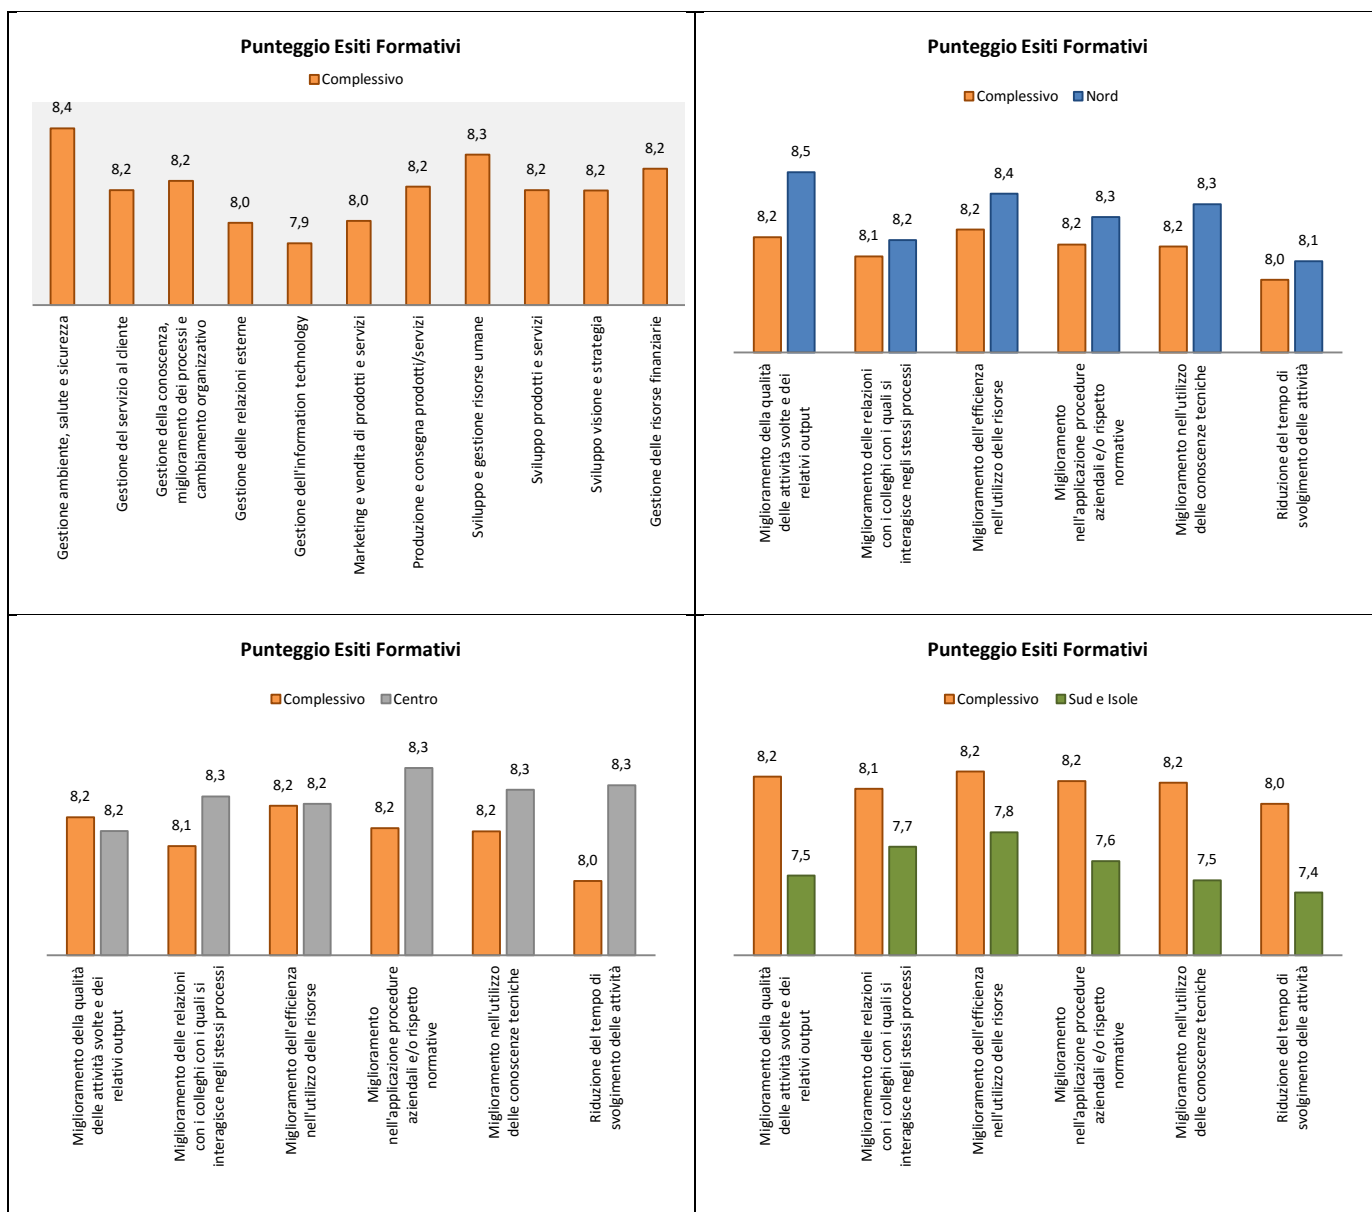 Punteggio Esiti Formativi
Complessivo
8,4
8,2
8,2
8,0
7,9
8,0
8,2
8,3
8,2
8,2
8,2
Gestione ambiente, salute e sicurezza
Gestione del servizio al cliente
Gestione della conoscenza,
miglioramento dei processi e
cambiamento organizzativo
Gestione delle relazioni esterne
Gestione dell'information technology
Marketing e vendita di prodotti e servizi
Produzione e consegna prodotti/servizi
Sviluppo e gestione risorse umane
Sviluppo prodotti e servizi
Sviluppo visione e strategia
Gestione delle risorse finanziarie
Punteggio Esiti Formativi
Complessivo Nord
8,2
8,5
8,1
8,2
8,2
8,4
8,2
8,3
8,2
8,3
8,0
8,1
Miglioramento della qualità
delle attività svolte e dei
relativi output
Miglioramento delle relazioni
con i colleghi con i quali si
interagisce negli stessi processi
Miglioramento dell'efficienza
nell'utilizzo delle risorse
Miglioramento
nell'applicazione procedure
aziendali e/o rispetto
normative
Miglioramento nell'utilizzo
delle conoscenze tecniche
Riduzione del tempo di
svolgimento delle attività
Punteggio Esiti Formativi
Complessivo Centro
8,2
8,2
8,1
8,3
8,2
8,2
8,2
8,3
8,2
8,3
8,0
8,3
Miglioramento della qualità
delle attività svolte e dei
relativi output
Miglioramento delle relazioni
con i colleghi con i quali si
interagisce negli stessi processi
Miglioramento dell'efficienza
nell'utilizzo delle risorse
Miglioramento
nell'applicazione procedure
aziendali e/o rispetto
normative
Miglioramento nell'utilizzo
delle conoscenze tecniche
Riduzione del tempo di
svolgimento delle attività
Punteggio Esiti Formativi
Complessivo Sud e Isole
8,2
7,5
8,1
7,7
8,2
7,8
8,2
7,6
8,2
7,5
8,0
7,4
Miglioramento della qualità
delle attività svolte e dei
relativi output
Miglioramento delle relazioni
con i colleghi con i quali si
interagisce negli stessi processi
Miglioramento dell'efficienza
nell'utilizzo delle risorse
Miglioramento
nell'applicazione procedure
aziendali e/o rispetto
normative
Miglioramento nell'utilizzo
delle conoscenze tecniche
Riduzione del tempo di
svolgimento delle attività